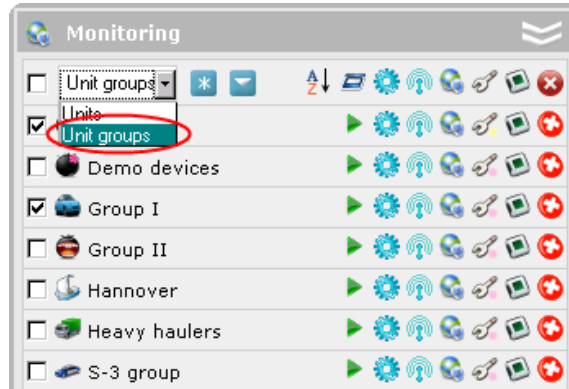 Monitoring
Unit groups
Units
Unit groups
Demo devices
Group I
Group II
Hannover
Heavy haulers
S-3 group